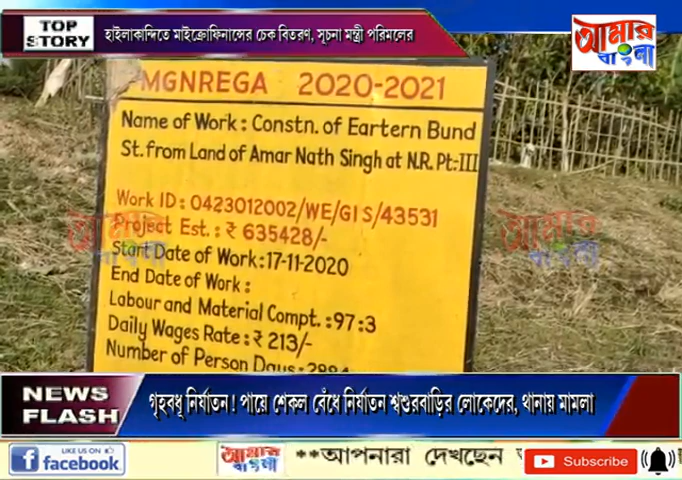 TOP
STORY
হাইলাকান্দিতে মাইক্রোফিনান্সের চেক বিতরণ, সূচনা মন্ত্রী পরিমলের
আমার
বাংলা
MGNREGA 2020-2021
Name of Work : Constn. of Eartern Bund
St. from Land of Amar Nath Singh at N.R. Pt:-III
Work ID : 0423012002/WE/GIS/43531
Project Est. : ₹ 635428/-
Start Date of Work : 17-11-2020
End Date of Work :
Labour and Material Compt. : 97:3
Daily Wages Rate : ₹ 213/-
Number of Person Days :
আমার
বাংলা
আমার
বাংলা
NEWS
FLASH
গৃহবধূ নির্যাতন! পায়ে শেকল বেঁধে নির্যাতন শ্বশুরবাড়ির লোকেদের, থানায় মামলা
LIKE US ON
facebook
আমার
বাংলা
**আপনারা দেখছেন
Subscribe